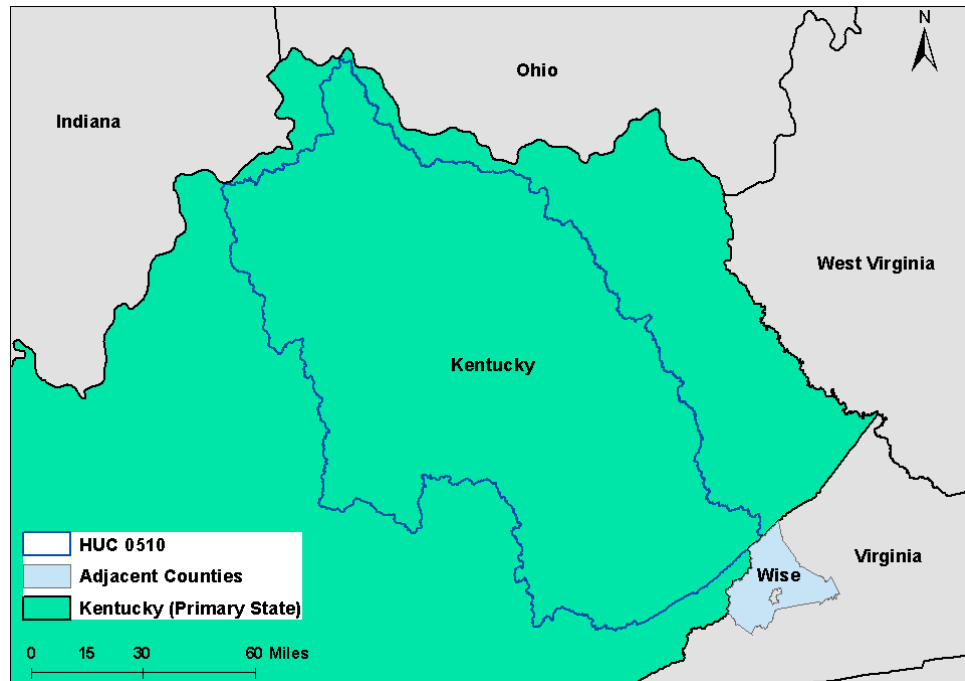 N
Ohio
Indiana
West Virginia
Kentucky
HUC 0510
Adjacent Counties
Kentucky (Primary State)
Virginia
Wise
0 15 30 60 Miles